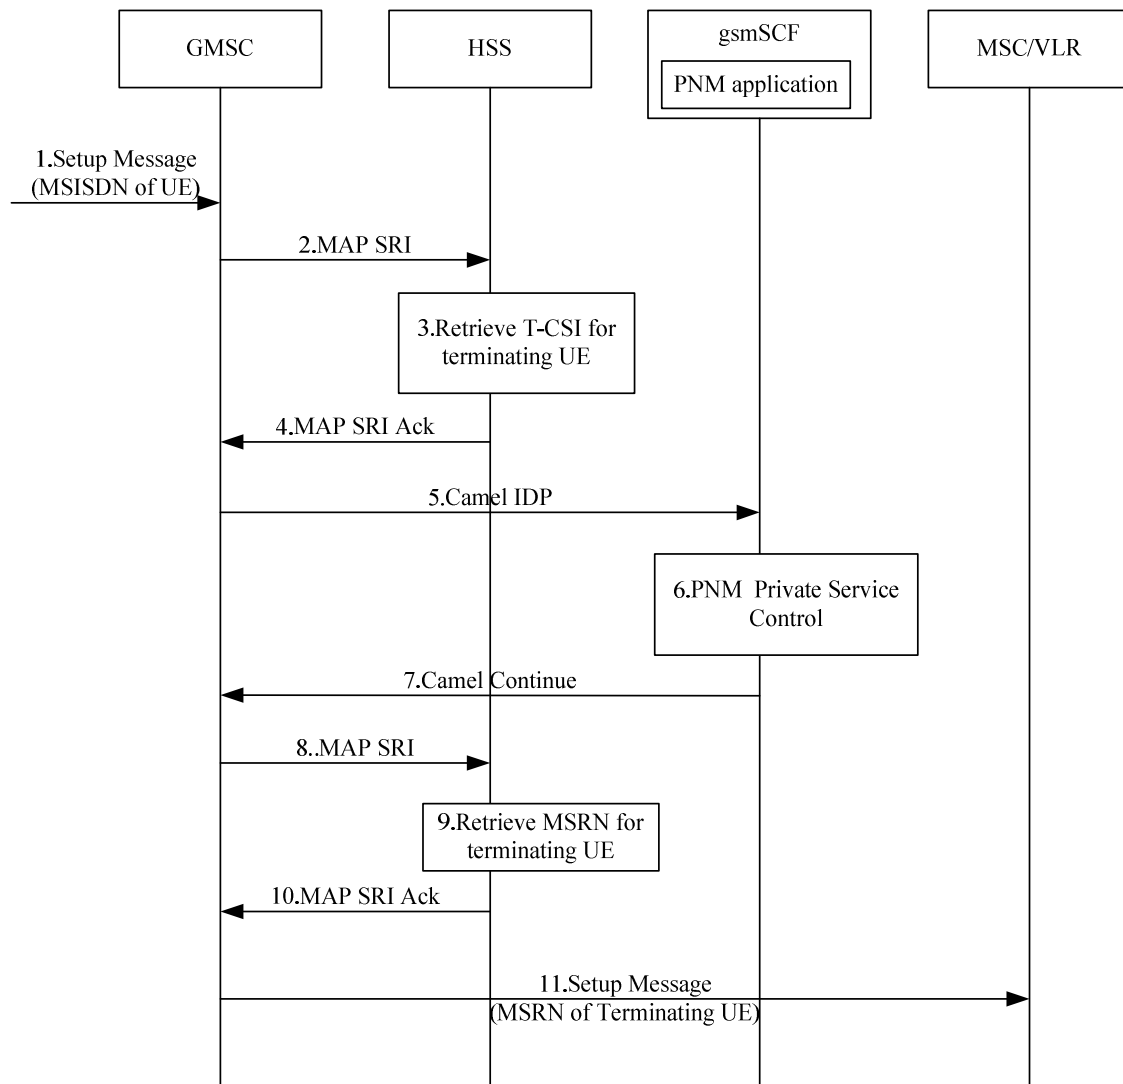 GMSC
HSS
gsmSCF
PNM application
MSC/VLR
1.Setup Message
(MSISDN of UE)
2.MAP SRI
3.Retrieve T-CSI for
terminating UE
4.MAP SRI Ack
5.Camel IDP
6.PNM  Private Service
Control
7.Camel Continue
8..MAP SRI
9.Retrieve MSRN for
terminating UE
10.MAP SRI Ack
11.Setup Message
(MSRN of Terminating UE)